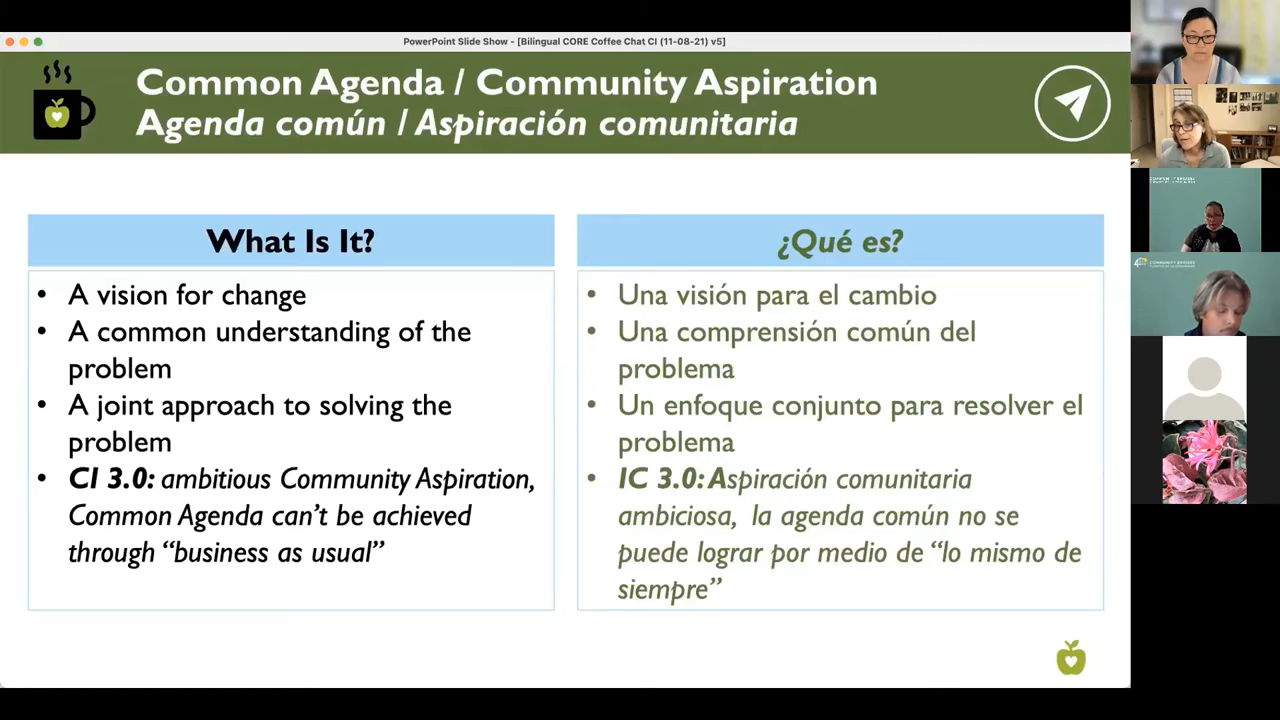 PowerPoint Slide Show - [Bilingual CORE Coffee Chat CI (11-08-21) v5]
Common Agenda / Community Aspiration
Agenda común / Aspiración comunitaria
What Is It?
• A vision for change
• A common understanding of the
problem
• A joint approach to solving the
problem
• CI 3.0: ambitious Community Aspiration,
Common Agenda can’t be achieved
through “business as usual”
¿Qué es?
• Una visión para el cambio
• Una comprensión común del
problema
• Un enfoque conjunto para resolver el
problema
• IC 3.0: Aspiración comunitaria
ambiciosa, la agenda común no se
puede lograr por medio de “lo mismo de
siempre”